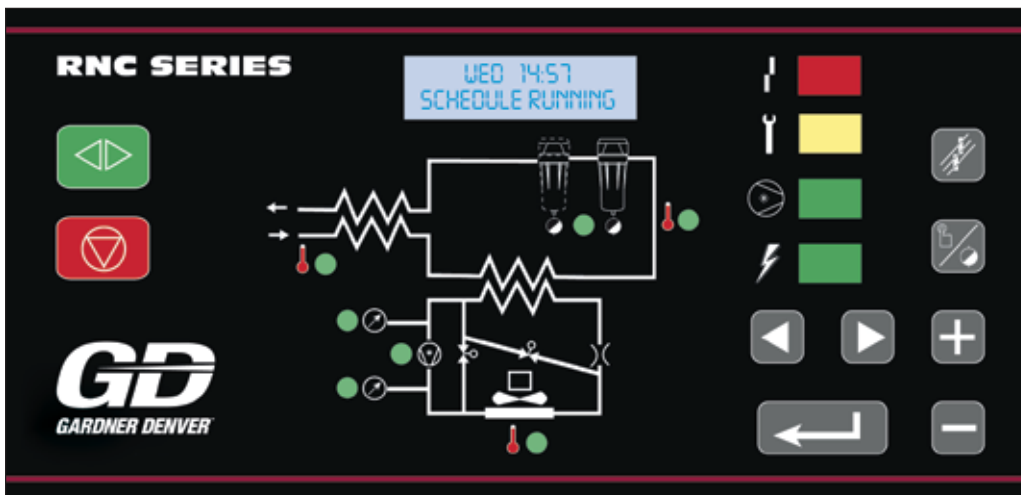 RNC SERIES
WED 14:57
SCHEDULE RUNNING
GD
GARDNER DENVER